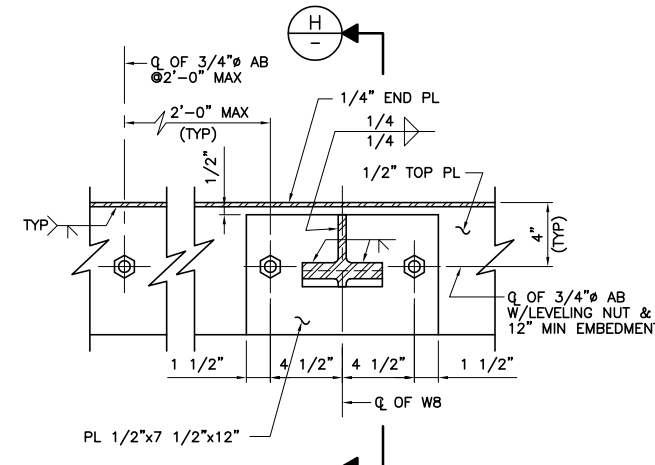 H
-
℄ OF 3/4"ø AB
@2'-0" MAX
2'-0" MAX
(TYP)
1/2"
1/4" END PL
1/4
1/4
1/2" TOP PL
TYP
4"
(TYP)
℄ OF 3/4"ø AB
W/LEVELING NUT &
12" MIN EMBEDMENT
1 1/2" 4 1/2" 4 1/2" 1 1/2"
℄ OF W8
PL 1/2"x7 1/2"x12"